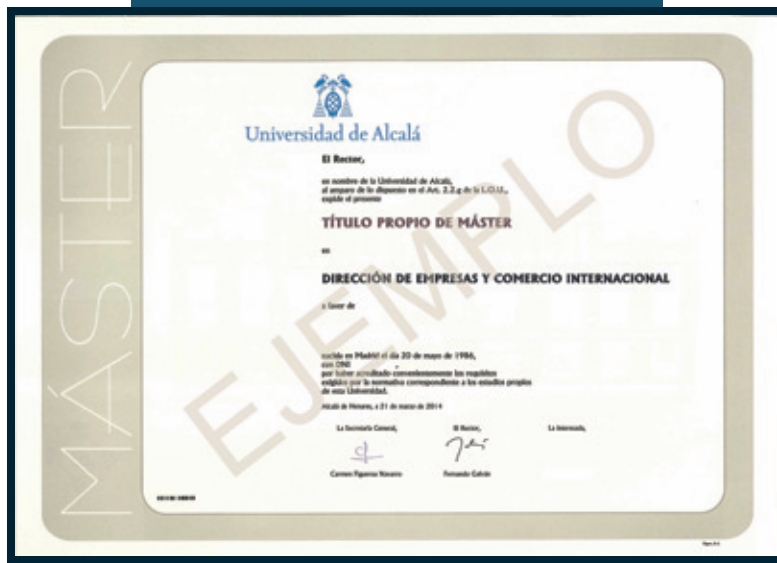 MÁSTER
Universidad de Alcalá
El Rector,
en nombre de la Universidad de Alcalá,
al amparo de lo dispuesto en el Art. 2.2.g de la L.O.U.,
expide el presente
TÍTULO PROPIO DE MÁSTER
en
DIRECCIÓN DE EMPRESAS Y COMERCIO INTERNACIONAL
a favor de
nacida en Madrid el día 20 de mayo de 1986,
con DNI ,
por haber acreditado convenientemente los requisitos
exigidos por la normativa correspondiente a los estudios propios
de esta Universidad.
Alcalá de Henares, a 21 de marzo de 2014
La Secretaria General,
El Rector,
La interesada,
Carmen Figueroa Navarro
Fernando Galván
EJEMPLO